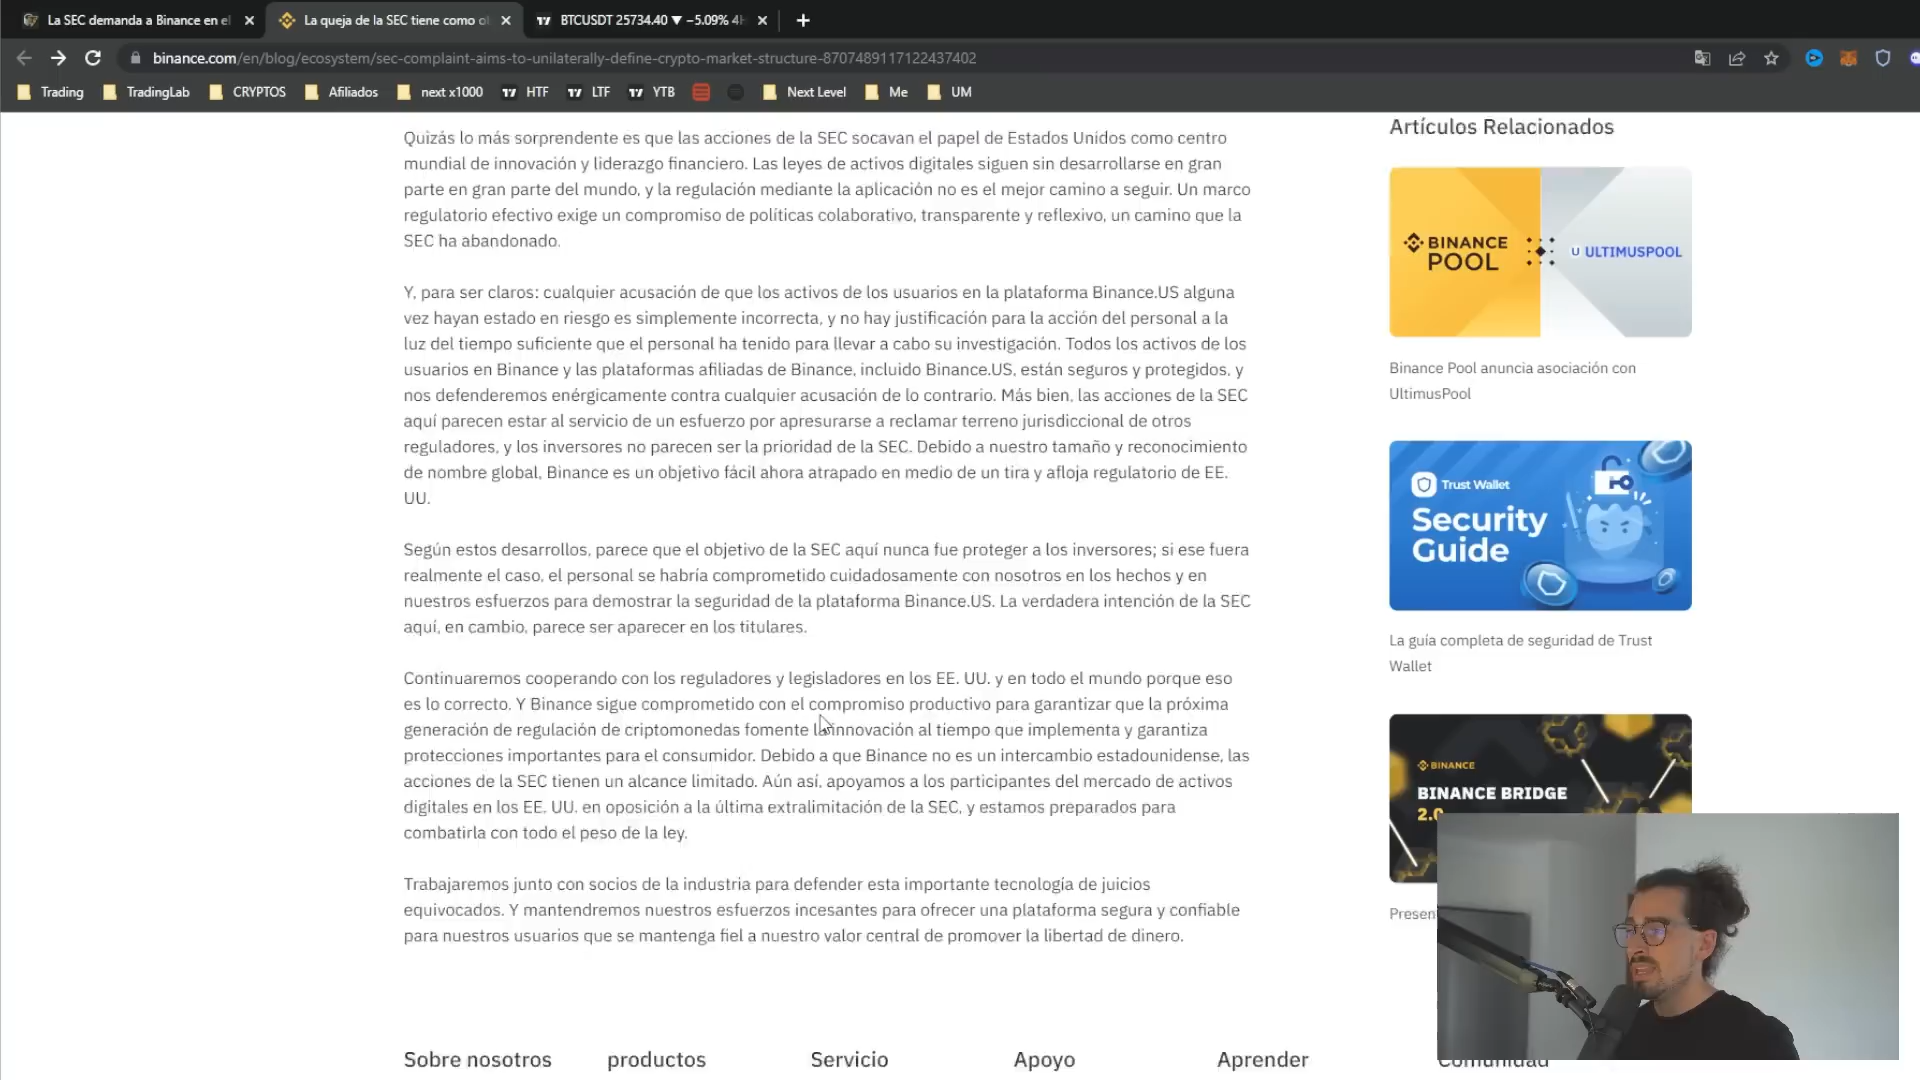 La SEC demanda a Binance en el
La queja de la SEC tiene como o
BTCUSDT 25734.40 ▼ −5.09% 4H
binance.com/en/blog/ecosystem/sec-complaint-aims-to-unilaterally-define-crypto-market-structure-8707489117122437402
Trading
TradingLab
CRYPTOS
Afiliados
next x1000
HTF
LTF
YTB
Next Level
Me
UM
Quizás lo más sorprendente es que las acciones de la SEC socavan el papel de Estados Unidos como centro
mundial de innovación y liderazgo financiero. Las leyes de activos digitales siguen sin desarrollarse en gran
parte en gran parte del mundo, y la regulación mediante la aplicación no es el mejor camino a seguir. Un marco
regulatorio efectivo exige un compromiso de políticas colaborativo, transparente y reflexivo, un camino que la
SEC ha abandonado.
Y, para ser claros: cualquier acusación de que los activos de los usuarios en la plataforma Binance.US alguna
vez hayan estado en riesgo es simplemente incorrecta, y no hay justificación para la acción del personal a la
luz del tiempo suficiente que el personal ha tenido para llevar a cabo su investigación. Todos los activos de los
usuarios en Binance y las plataformas afiliadas de Binance, incluido Binance.US, están seguros y protegidos, y
nos defenderemos enérgicamente contra cualquier acusación de lo contrario. Más bien, las acciones de la SEC
aquí parecen estar al servicio de un esfuerzo por apresurarse a reclamar terreno jurisdiccional de otros
reguladores, y los inversores no parecen ser la prioridad de la SEC. Debido a nuestro tamaño y reconocimiento
de nombre global, Binance es un objetivo fácil ahora atrapado en medio de un tira y afloja regulatorio de EE.
UU.
Según estos desarrollos, parece que el objetivo de la SEC aquí nunca fue proteger a los inversores; si ese fuera
realmente el caso, el personal se habría comprometido cuidadosamente con nosotros en los hechos y en
nuestros esfuerzos para demostrar la seguridad de la plataforma Binance.US. La verdadera intención de la SEC
aquí, en cambio, parece ser aparecer en los titulares.
Continuaremos cooperando con los reguladores y legisladores en los EE. UU. y en todo el mundo porque eso
es lo correcto. Y Binance sigue comprometido con el compromiso productivo para garantizar que la próxima
generación de regulación de criptomonedas fomente la innovación al tiempo que implementa y garantiza
protecciones importantes para el consumidor. Debido a que Binance no es un intercambio estadounidense, las
acciones de la SEC tienen un alcance limitado. Aún así, apoyamos a los participantes del mercado de activos
digitales en los EE. UU. en oposición a la última extralimitación de la SEC, y estamos preparados para
combatirla con todo el peso de la ley.
Trabajaremos junto con socios de la industria para defender esta importante tecnología de juicios
equivocados. Y mantendremos nuestros esfuerzos incesantes para ofrecer una plataforma segura y confiable
para nuestros usuarios que se mantenga fiel a nuestro valor central de promover la libertad de dinero.
Artículos Relacionados
BINANCE
POOL
ULTIMUSPOOL
Binance Pool anuncia asociación con
UltimusPool
Trust Wallet
Security
Guide
La guía completa de seguridad de Trust
Wallet
BINANCE
BINANCE BRIDGE
2.0
Presen
Sobre nosotros
productos
Servicio
Apoyo
Aprender
Comunidad